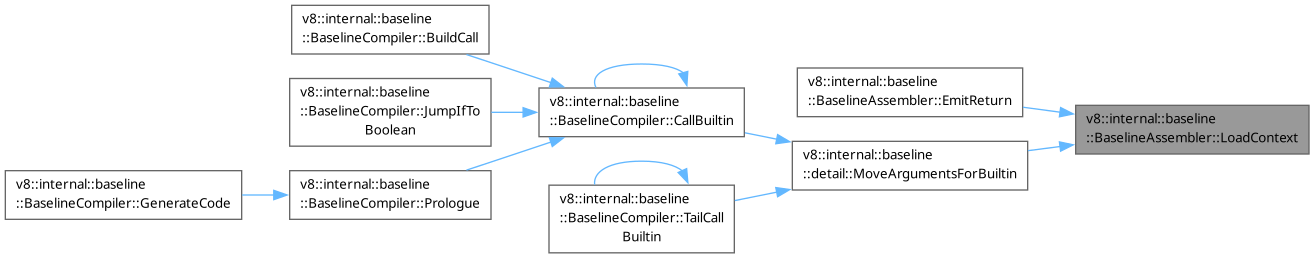 v8::internal::baseline
::BaselineCompiler::BuildCall
v8::internal::baseline
::BaselineCompiler::JumpIfTo
Boolean
v8::internal::baseline
::BaselineCompiler::CallBuiltin
v8::internal::baseline
::BaselineAssembler::EmitReturn
v8::internal::baseline
::BaselineAssembler::LoadContext
v8::internal::baseline
::detail::MoveArgumentsForBuiltin
v8::internal::baseline
::BaselineCompiler::GenerateCode
v8::internal::baseline
::BaselineCompiler::Prologue
v8::internal::baseline
::BaselineCompiler::TailCall
Builtin